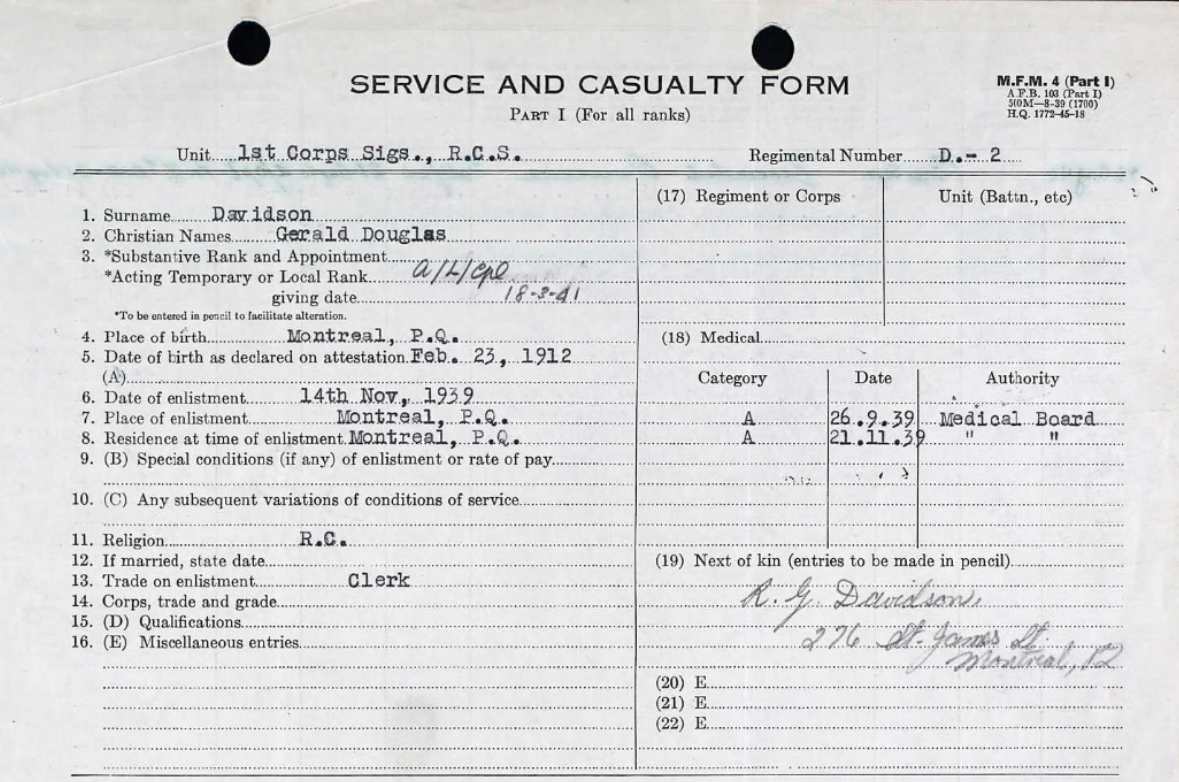 SERVICE AND CASUALTY FORM
PART I (For all ranks)
M.F.M. 4 (Part I)
A.F.B. 103 (Part I)
500M—8-39 (1700)
H.Q. 1772-45-18
Unit 1st Corps Sigs., R.C.S. Regimental Number D.- 2
1. Surname Davidson
2. Christian Names Gerald Douglas
3. *Substantive Rank and Appointment
*Acting Temporary or Local Rank A/L/Cpl
giving date 18-3-41
*To be entered in pencil to facilitate alteration.
4. Place of birth Montreal, P.Q.
5. Date of birth as declared on attestation Feb. 23, 1912
(A)
6. Date of enlistment 14th Nov, 1939
7. Place of enlistment Montreal, P.Q.
8. Residence at time of enlistment Montreal, P.Q.
9. (B) Special conditions (if any) of enlistment or rate of pay
10. (C) Any subsequent variations of conditions of service
11. Religion R.C.
12. If married, state date
13. Trade on enlistment Clerk
14. Corps, trade and grade
15. (D) Qualifications
16. (E) Miscellaneous entries
(17) Regiment or Corps Unit (Battn., etc)
(18) Medical
Category Date Authority
A 26.9.39 Medical Board
A 21.11.39 " "
(19) Next of kin (entries to be made in pencil)
R. G. Davidson,
276 St. James St.
Montreal,
(20) E
(21) E
(22) E